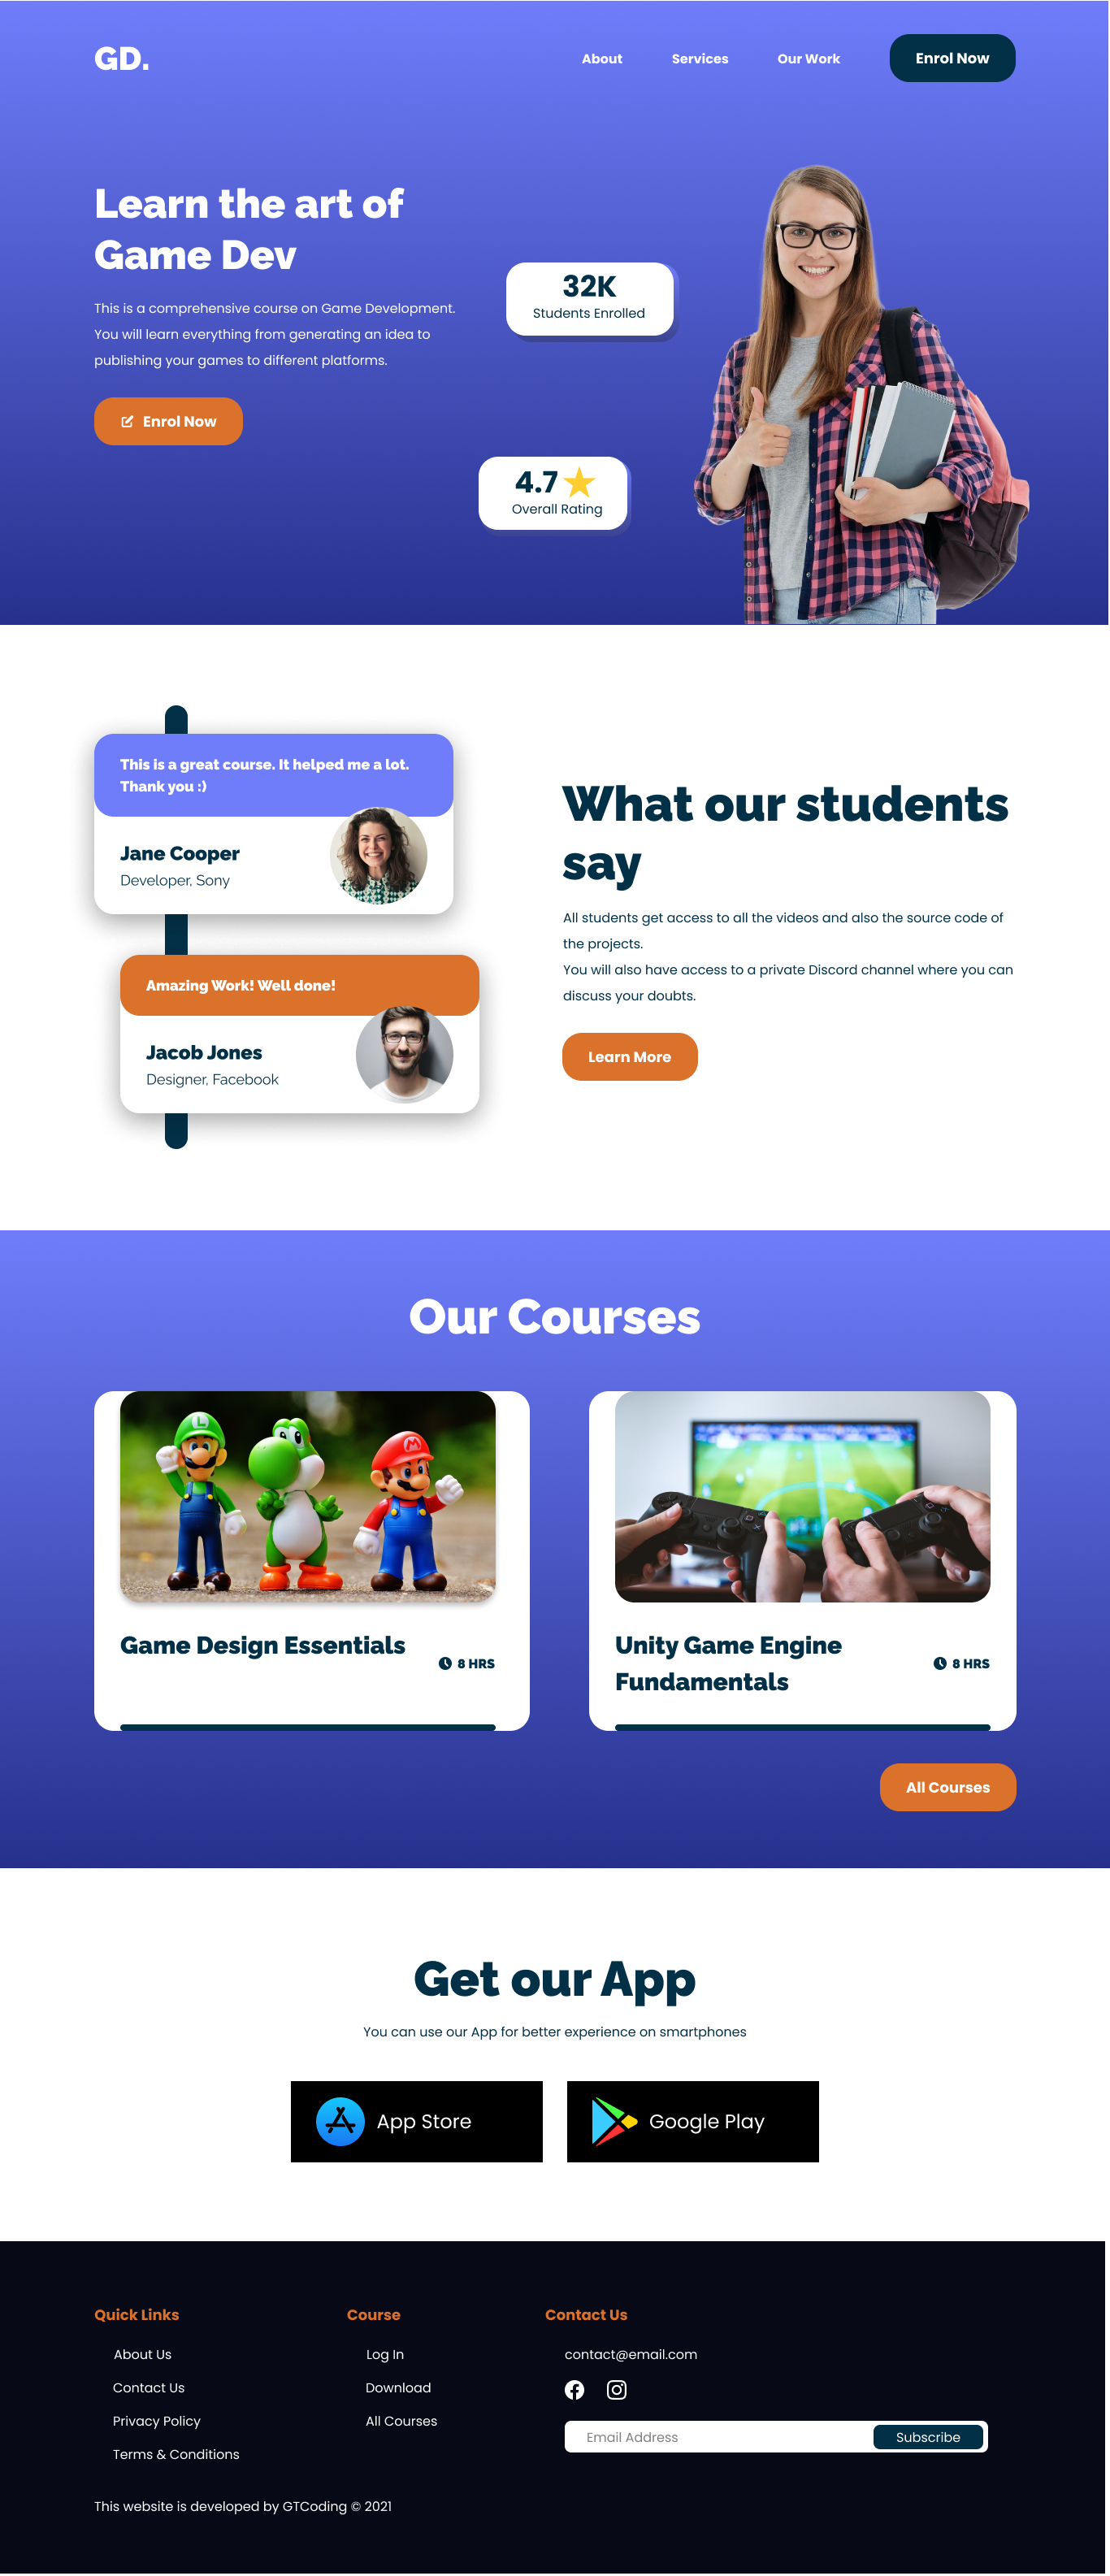 GD.
About
Services
Our Work
Enrol Now
Learn the art of
Game Dev
This is a comprehensive course on Game Development.
You will learn everything from generating an idea to
publishing your games to different platforms.
Enrol Now
32K
Students Enrolled
4.7
Overall Rating
This is a great course. It helped me a lot.
Thank you :)
Jane Cooper
Developer, Sony
Amazing Work! Well done!
Jacob Jones
Designer, Facebook
What our students
say
All students get access to all the videos and also the source code of
the projects.
You will also have access to a private Discord channel where you can
discuss your doubts.
Learn More
Our Courses
L
M
Game Design Essentials
8 HRS
Unity Game Engine
Fundamentals
8 HRS
All Courses
Get our App
You can use our App for better experience on smartphones
App Store
Google Play
Quick Links
About Us
Contact Us
Privacy Policy
Terms & Conditions
Course
Log In
Download
All Courses
Contact Us
contact@email.com
Email Address
Subscribe
This website is developed by GTCoding © 2021